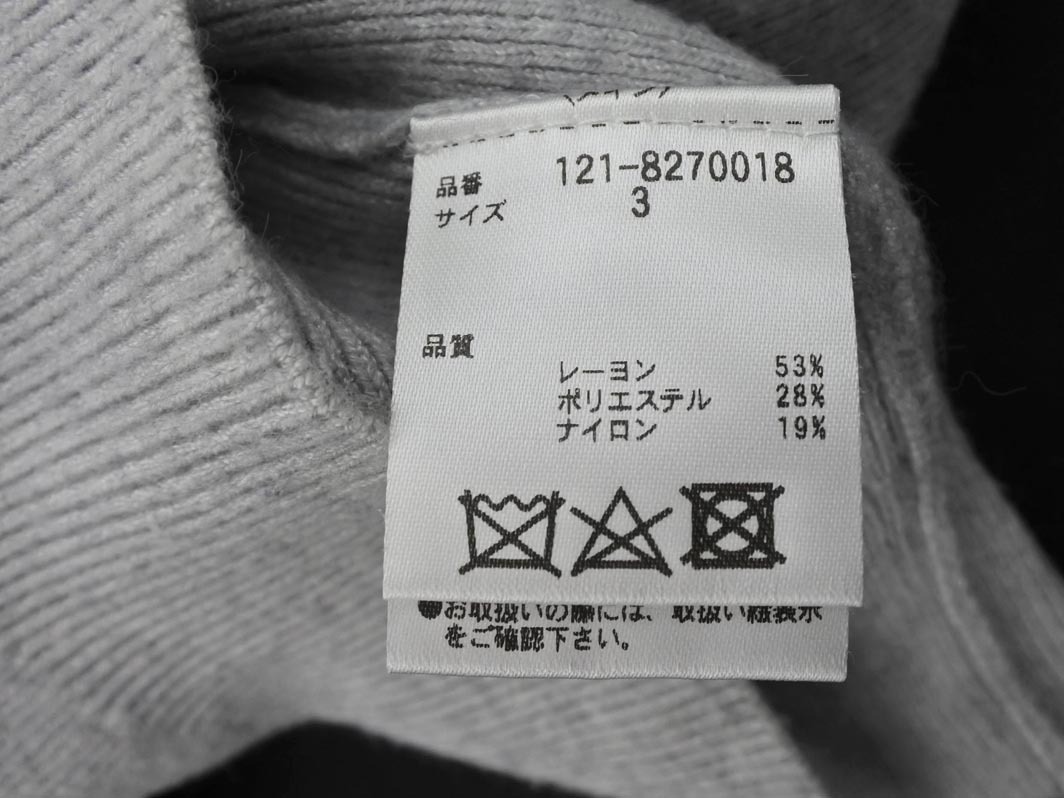 品番 121-8270018
サイズ 3
品質
レーヨン 53%
ポリエステル 28%
ナイロン 19%
お取扱いの際には、取扱い絵表示
をご確認下さい。